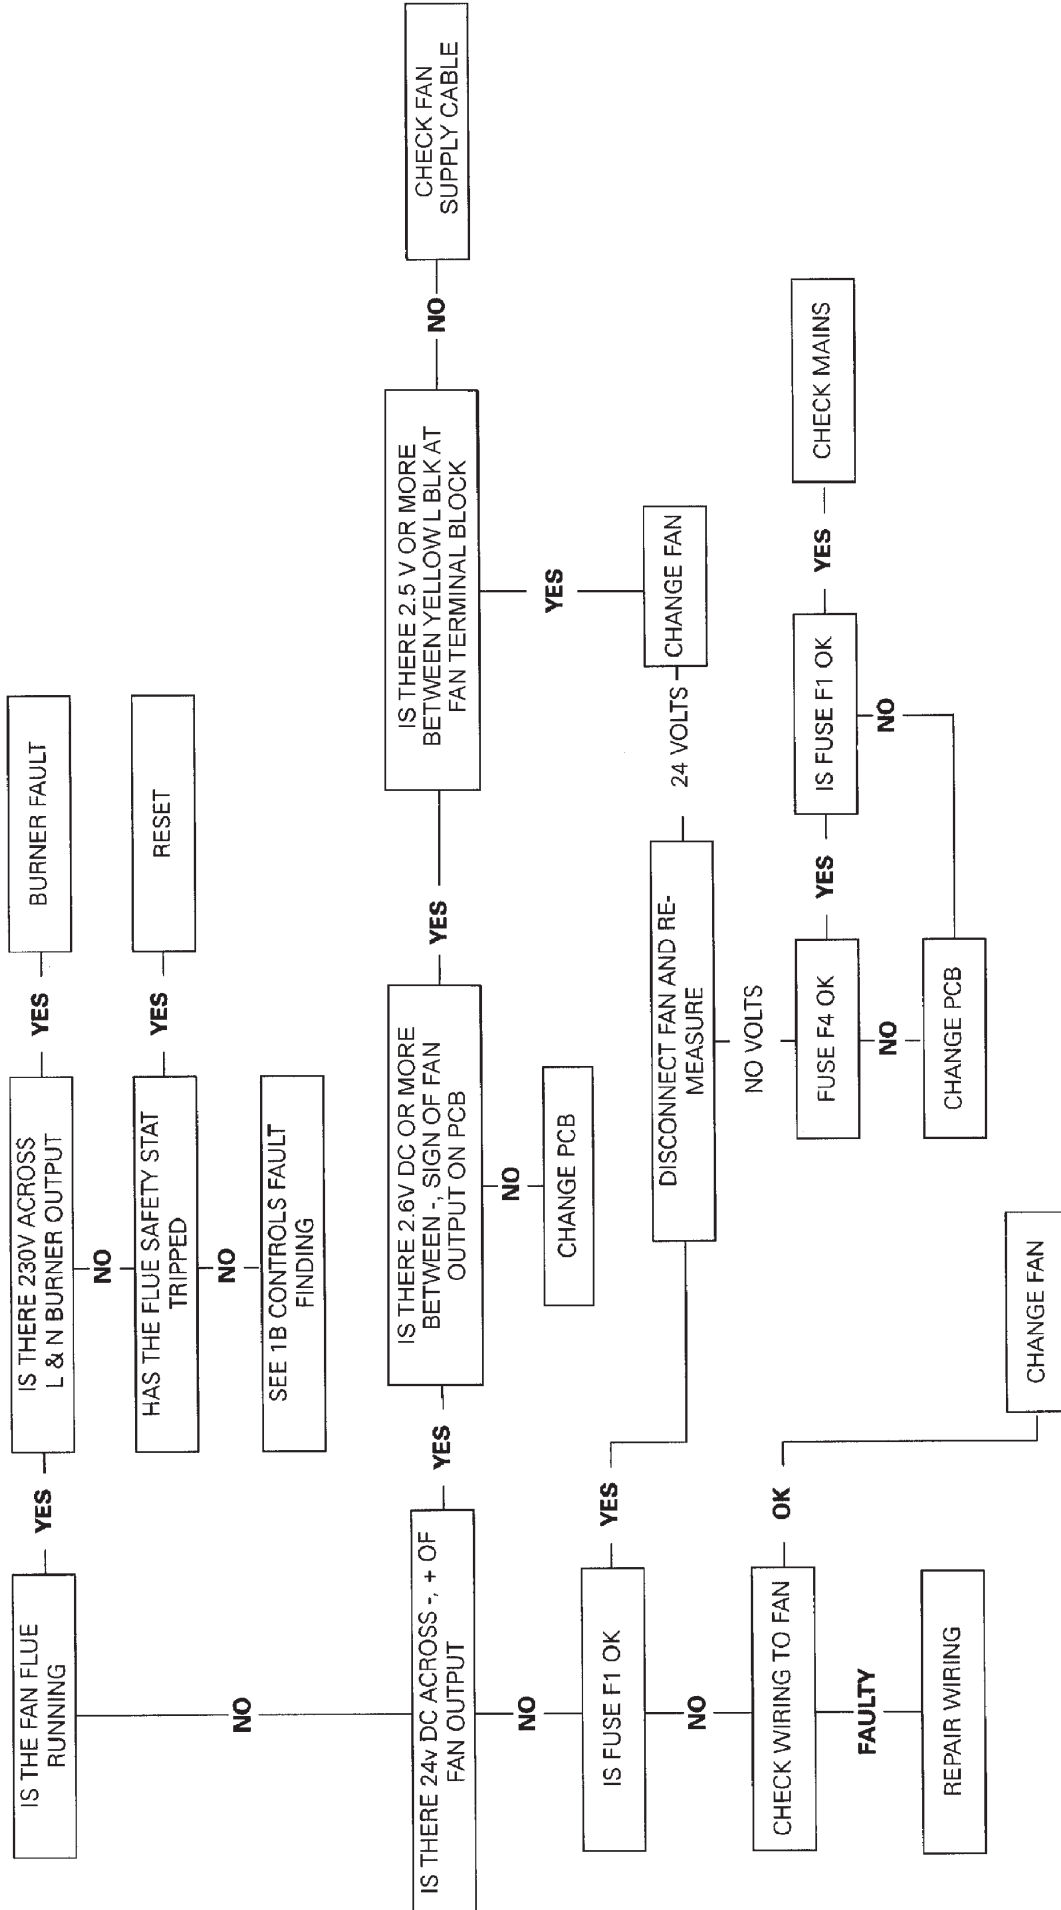 IS THE FAN FLUE
RUNNING
YES
IS THERE 230V ACROSS
L & N BURNER OUTPUT
YES
BURNER FAULT
NO
HAS THE FLUE SAFETY STAT
TRIPPED
YES
RESET
NO
SEE 1B CONTROLS FAULT
FINDING
NO
IS THERE 24v DC ACROSS -, + OF
FAN OUTPUT
YES
IS THERE 2.6V DC OR MORE
BETWEEN -, SIGN OF FAN
OUTPUT ON PCB
YES
IS THERE 2.5 V OR MORE
BETWEEN YELLOW L BLK AT
FAN TERMINAL BLOCK
NO
CHECK FAN
SUPPLY CABLE
NO
CHANGE PCB
YES
CHANGE FAN
NO
IS FUSE F1 OK
YES
DISCONNECT FAN AND RE-
MEASURE
24 VOLTS
NO VOLTS
FUSE F4 OK
YES
IS FUSE F1 OK
YES
CHECK MAINS
NO
NO
CHANGE PCB
NO
CHECK WIRING TO FAN
OK
CHANGE FAN
FAULTY
REPAIR WIRING